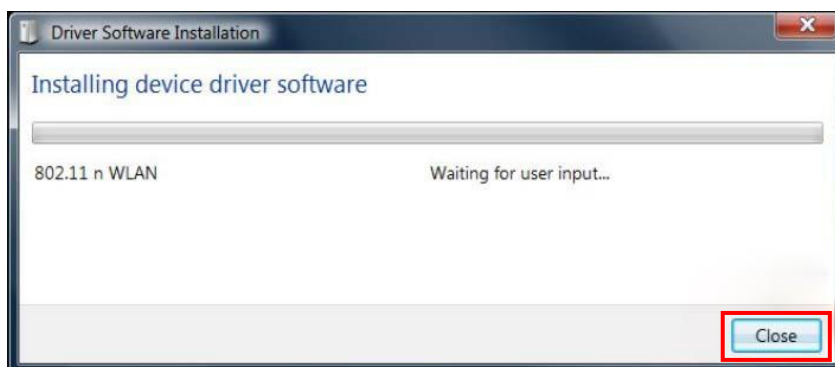 Driver Software Installation
Installing device driver software
802.11 n WLAN Waiting for user input...
Close